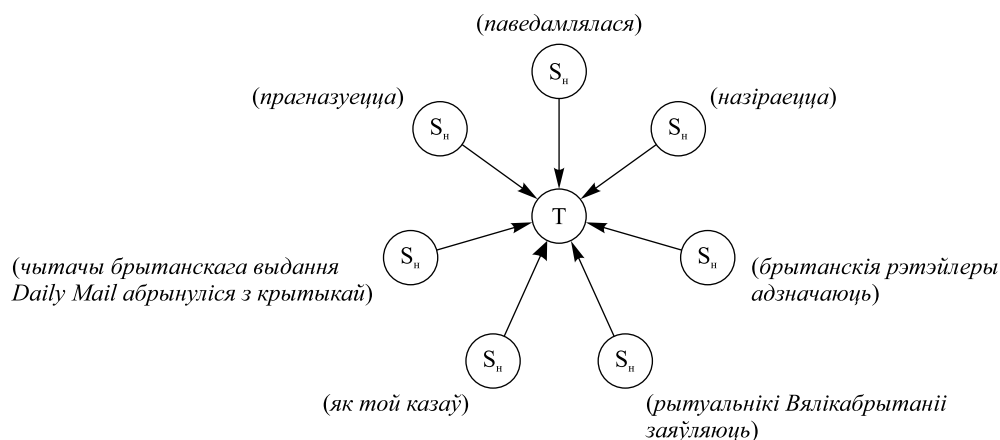 (паведамлялася)
Sн
(прагназуецца)
Sн
(назіраецца)
Sн
T
Sн
(чытачы брытанскага выдання
Daily Mail абрынуліся з крытыкай)
Sн
(брытанскія рэтэйлеры
адзначаюць)
Sн
(як той казаў)
Sн
(рытуальнікі Вялікабрытаніі
заяўляюць)